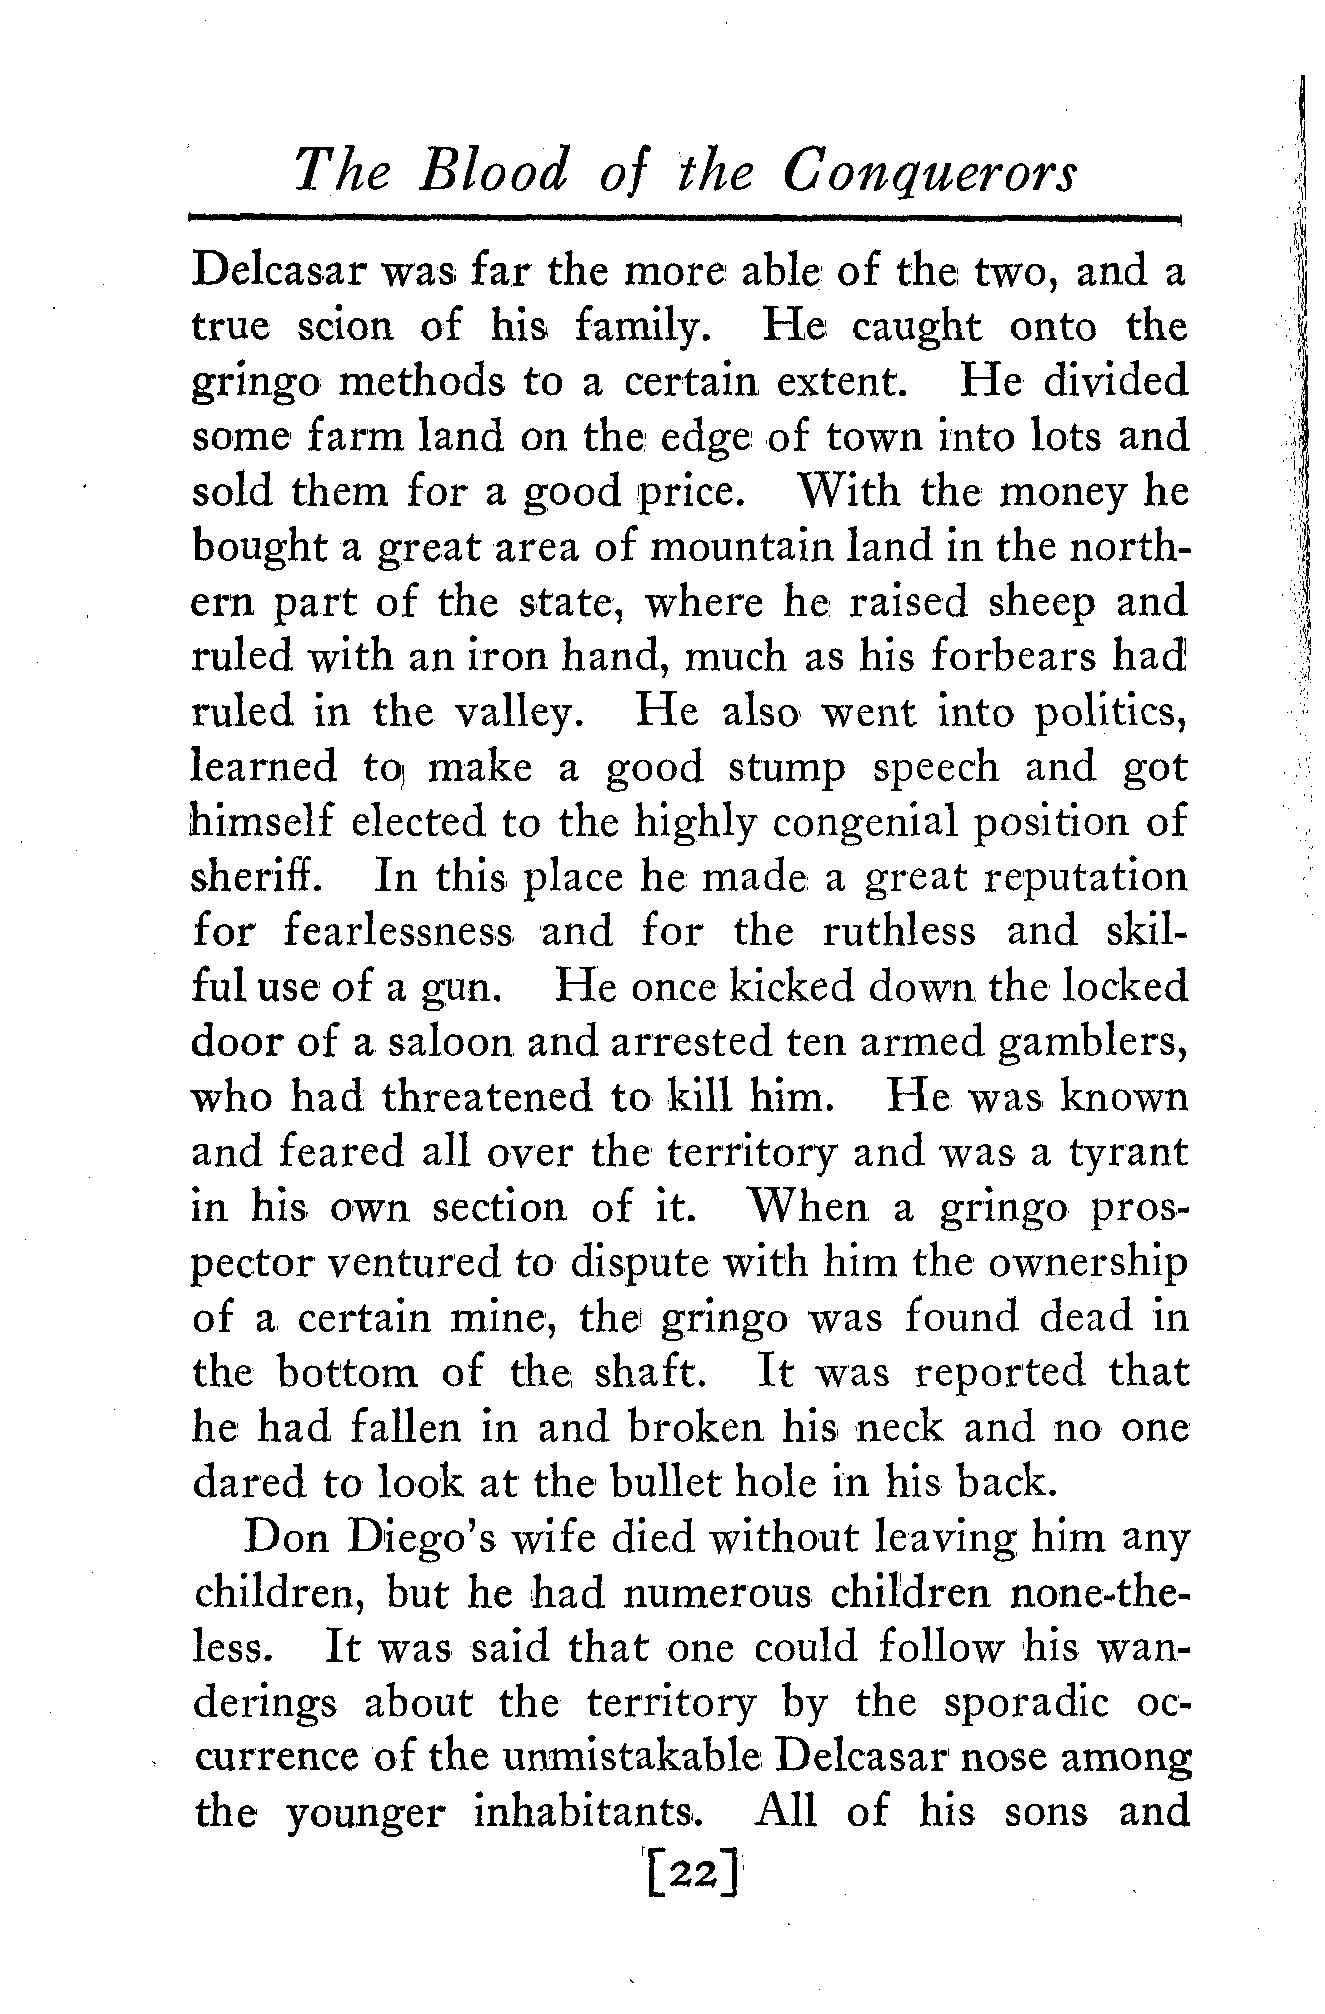 The Blood of the Conquerors
Delcasar was far the more able of the two, and a
true scion of his family. He caught onto the
gringo methods to a certain extent. He divided
some farm land on the edge of town into lots and
sold them for a good price. With the money he
bought a great area of mountain land in the north-
ern part of the state, where he raised sheep and
ruled with an iron hand, much as his forbears had
ruled in the valley. He also went into politics,
learned to make a good stump speech and got
himself elected to the highly congenial position of
sheriff. In this place he made a great reputation
for fearlessness and for the ruthless and skil-
ful use of a gun. He once kicked down the locked
door of a saloon and arrested ten armed gamblers,
who had threatened to kill him. He was known
and feared all over the territory and was a tyrant
in his own section of it. When a gringo pros-
pector ventured to dispute with him the ownership
of a certain mine, the gringo was found dead in
the bottom of the shaft. It was reported that
he had fallen in and broken his neck and no one
dared to look at the bullet hole in his back.
Don Diego's wife died without leaving him any
children, but he had numerous children none-the-
less. It was said that one could follow his wan-
derings about the territory by the sporadic oc-
currence of the unmistakable Delcasar nose among
the younger inhabitants. All of his sons and
[22]